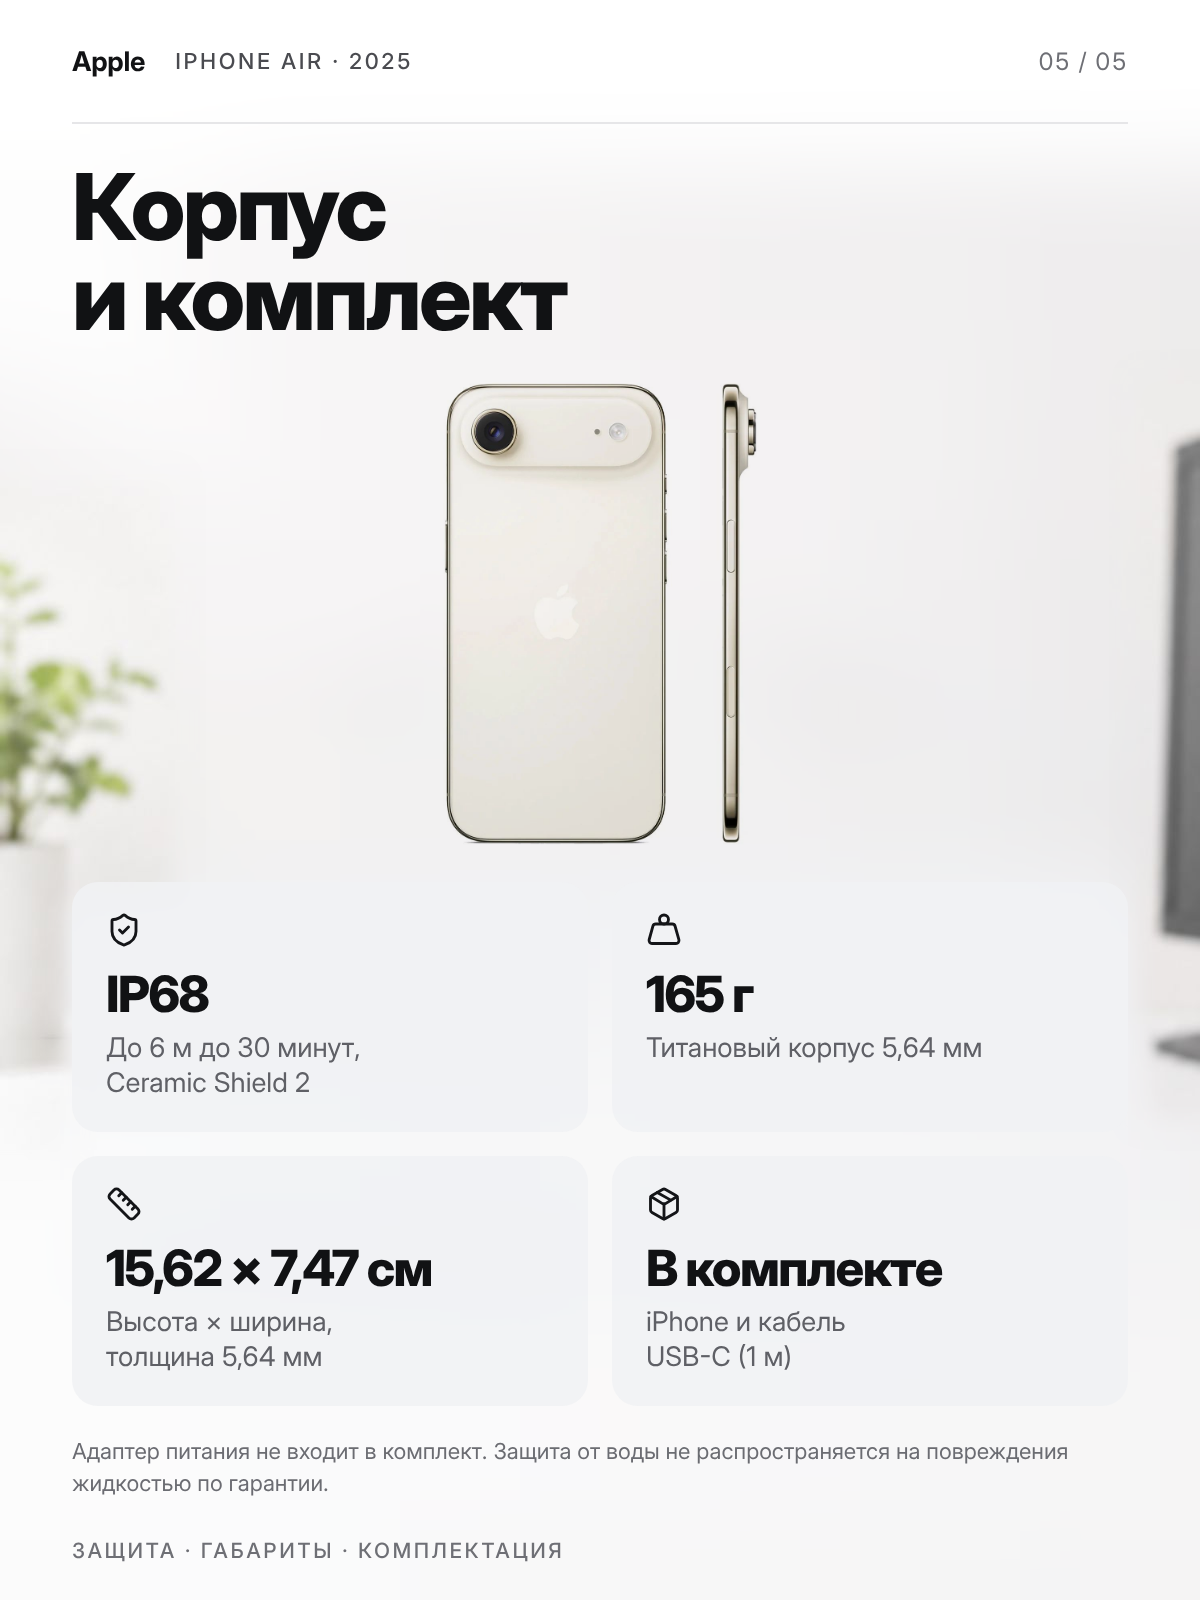 Apple IPHONE AIR · 2025 05 / 05
Корпус
и комплект
IP68
До 6 м до 30 минут,
Ceramic Shield 2
165 г
Титановый корпус 5,64 мм
15,62 × 7,47 см
Высота × ширина,
толщина 5,64 мм
В комплекте
iPhone и кабель
USB-C (1 м)
Адаптер питания не входит в комплект. Защита от воды не распространяется на повреждения
жидкостью по гарантии.
ЗАЩИТА · ГАБАРИТЫ · КОМПЛЕКТАЦИЯ